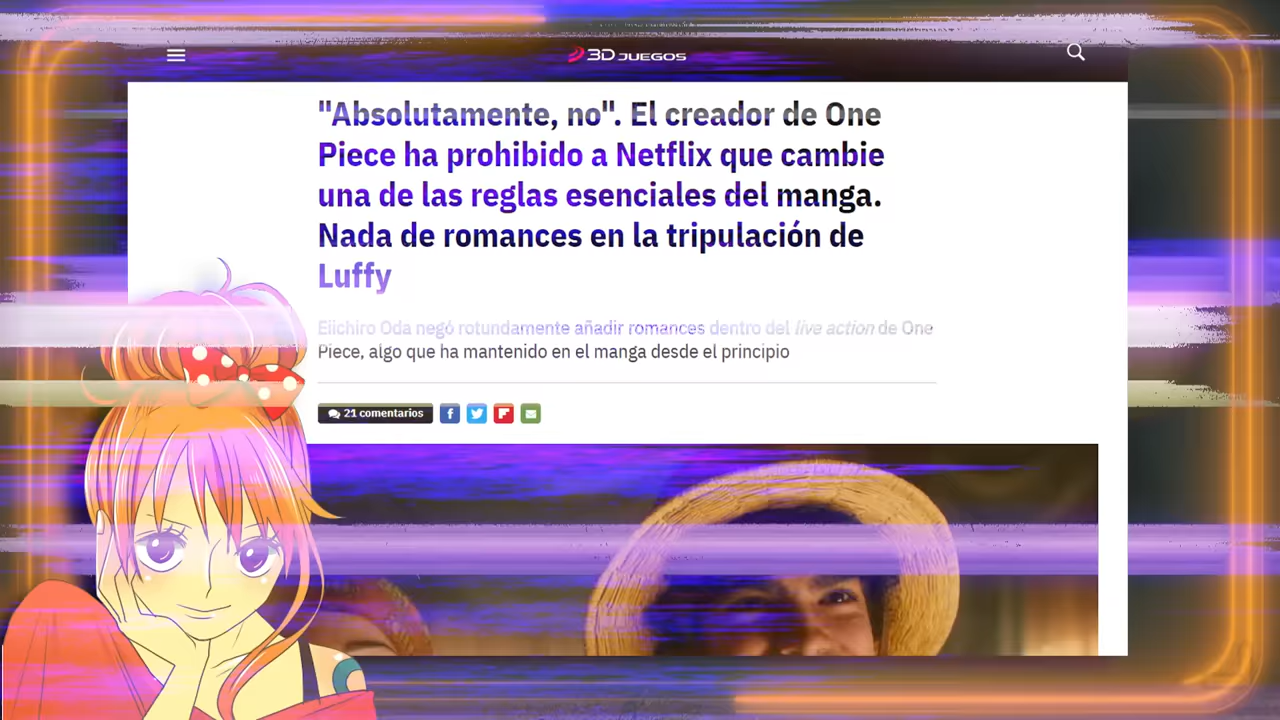 3D JUEGOS
"Absolutamente, no". El creador de One
Piece ha prohibido a Netflix que cambie
una de las reglas esenciales del manga.
Nada de romances en la tripulación de
Luffy
Eiichiro Oda negó rotundamente añadir romances dentro del live action de One
Piece, algo que ha mantenido en el manga desde el principio
21 comentarios